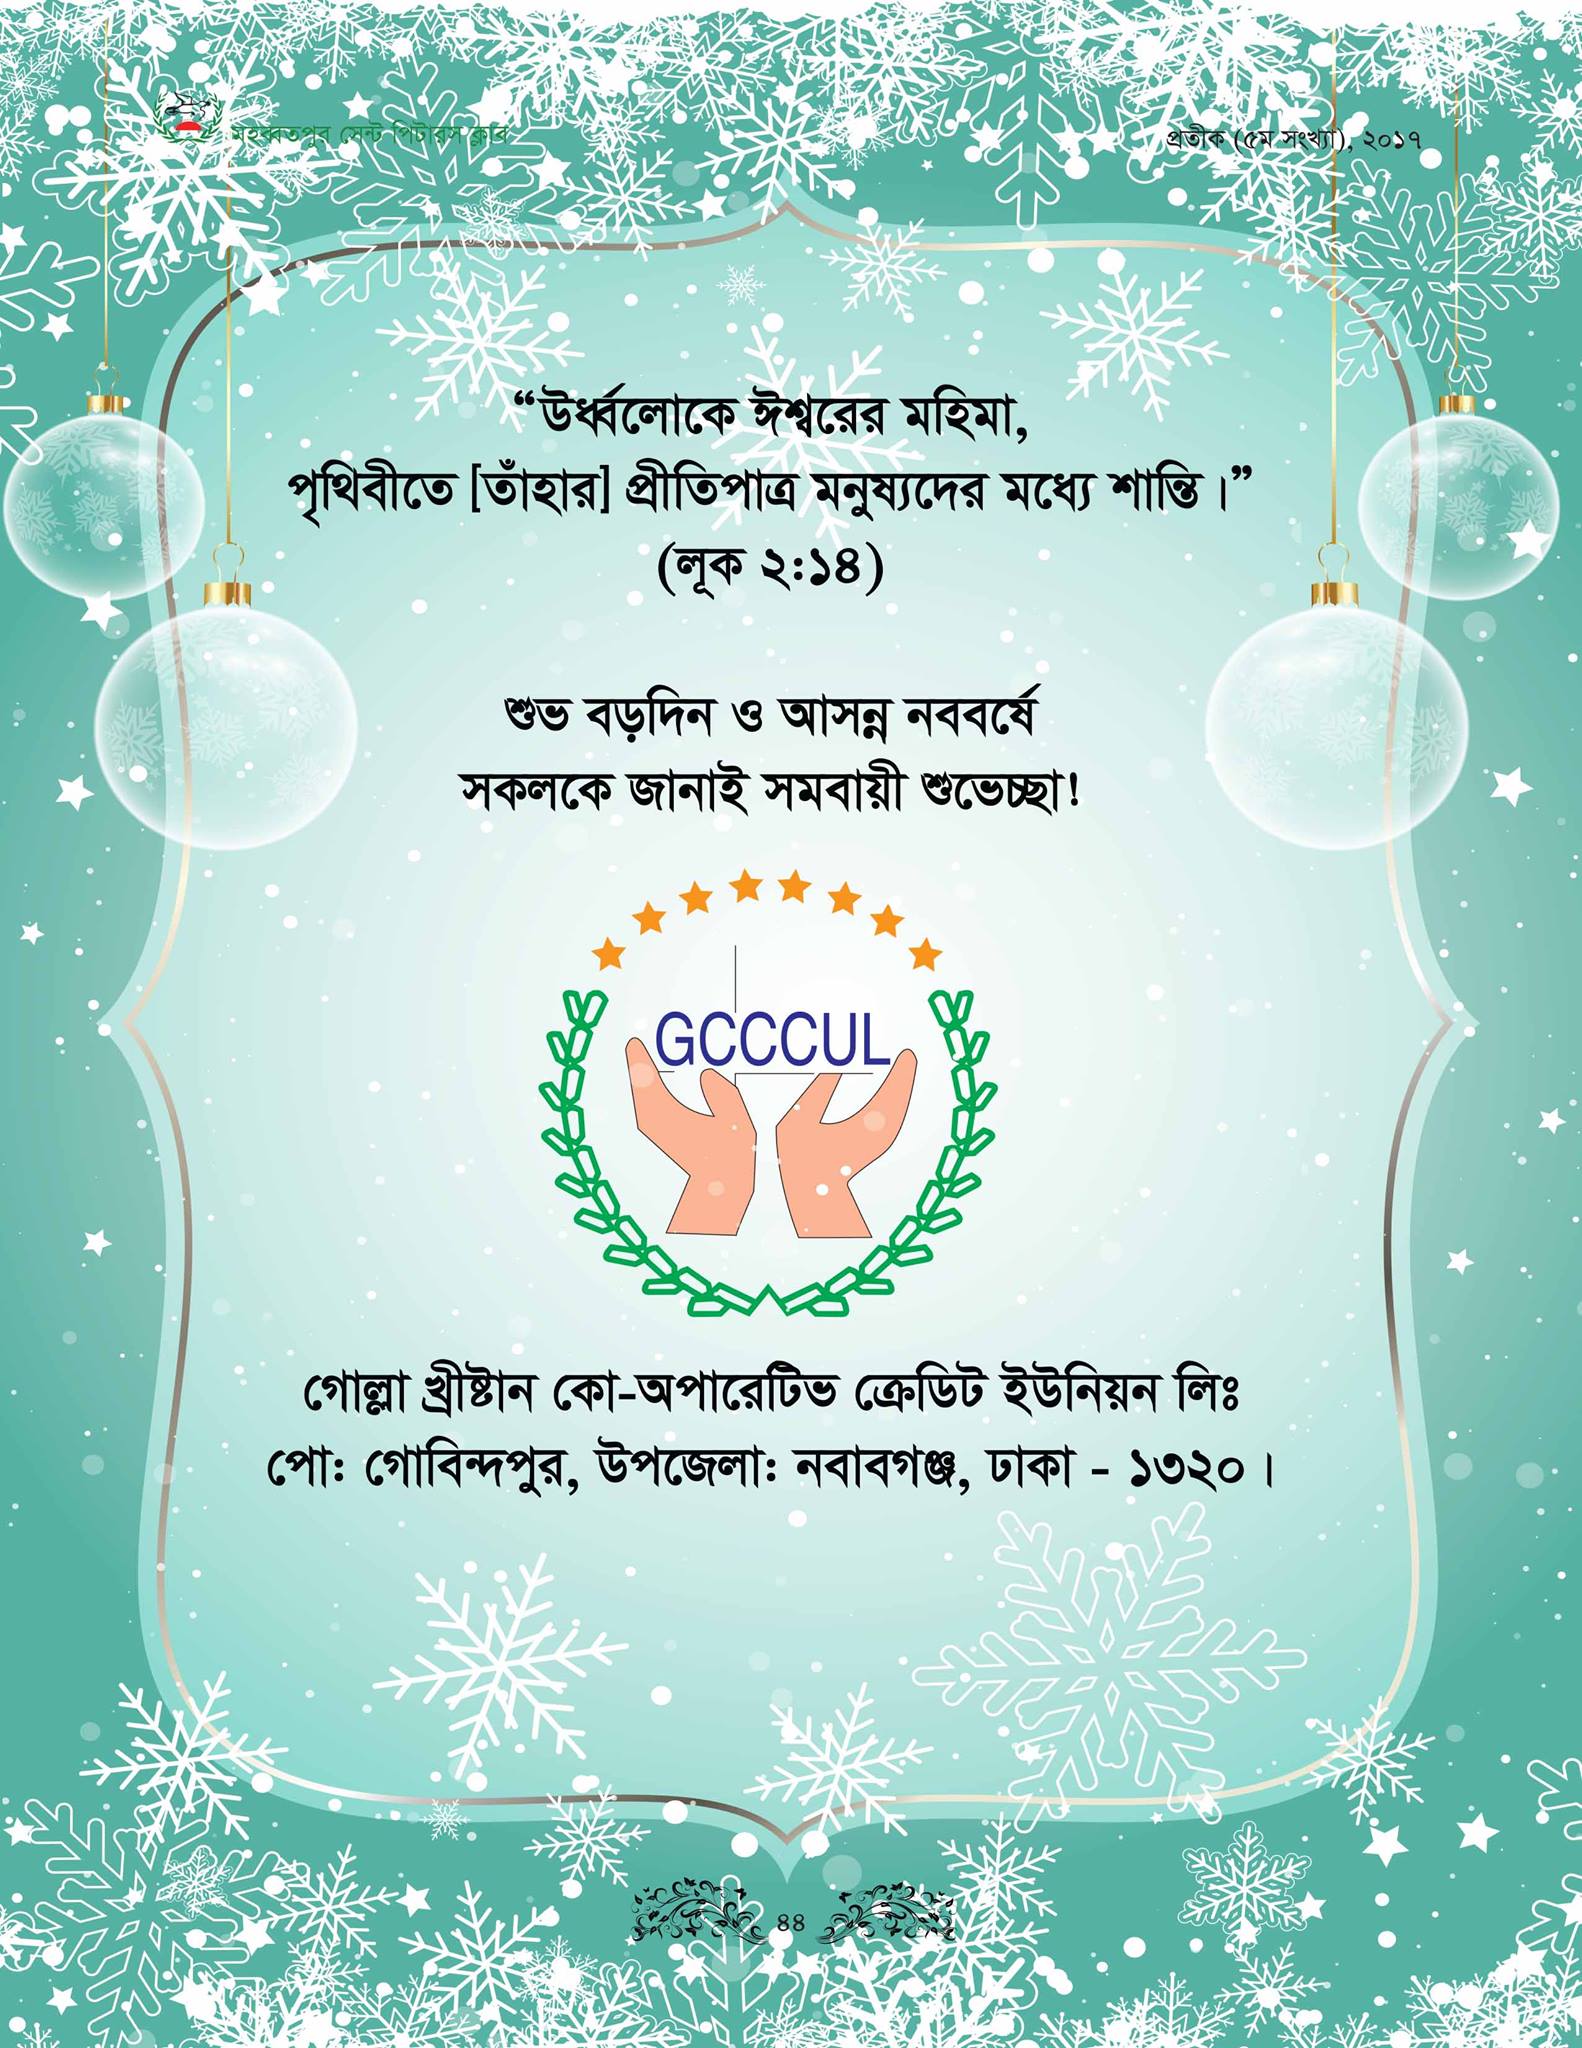 মহব্বতপুর সেন্ট পিটারস ক্লাব
প্রতীক (৫ম সংখ্যা), ২০১৭
“উর্ধ্বলোকে ঈশ্বরের মহিমা,
পৃথিবীতে [তাঁহার] প্রীতিপাত্র মনুষ্যদের মধ্যে শান্তি।”
(লূক ২:১৪)
শুভ বড়দিন ও আসন্ন নববর্ষে
সকলকে জানাই সমবায়ী শুভেচ্ছা!
GCCCUL
গোল্লা খ্রীষ্টান কো-অপারেটিভ ক্রেডিট ইউনিয়ন লিঃ
পো: গোবিন্দপুর, উপজেলা: নবাবগঞ্জ, ঢাকা - ১৩২০।
৪৪